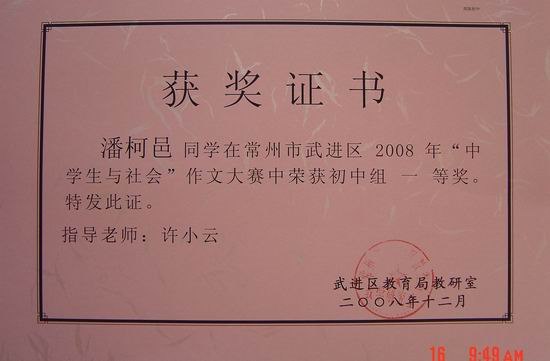 获奖证书
潘柯邑 同学在常州市武进区 2008 年“中
学生与社会”作文大赛中荣获初中组 一 等奖。
特发此证。
指导老师：许小云
武进区教育局教研室
二〇〇八年十二月
16 9:49AM